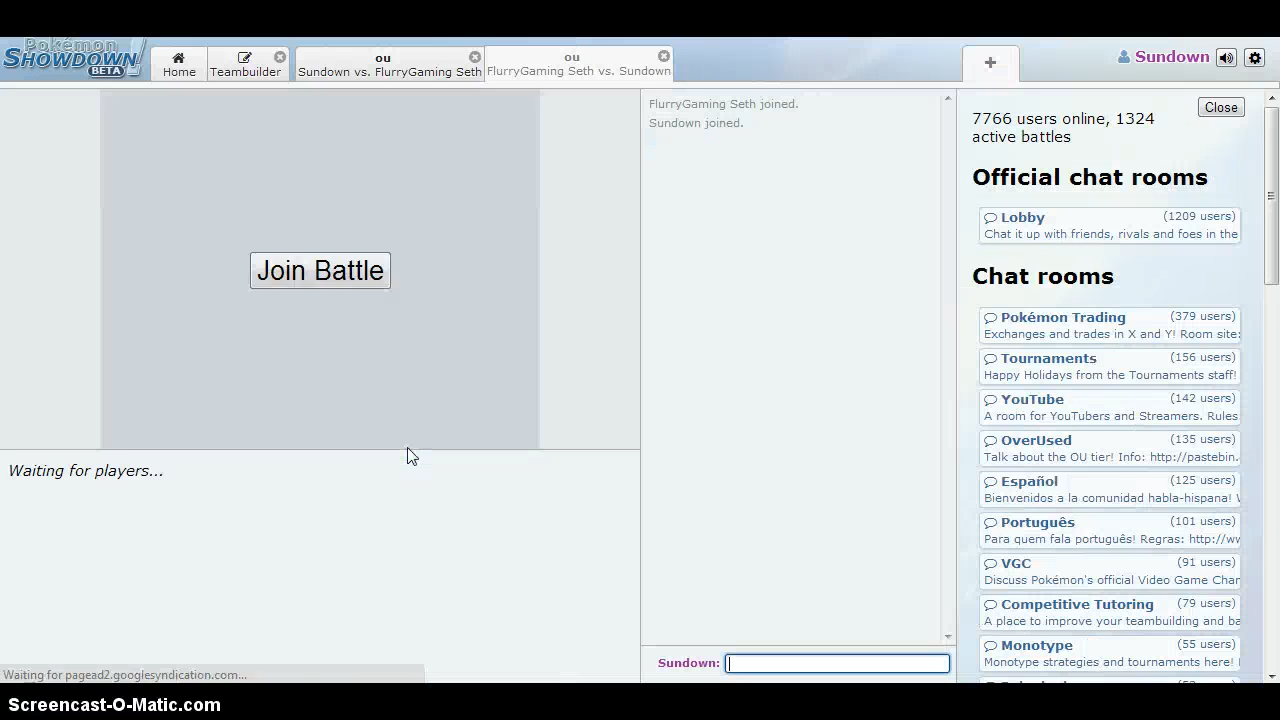 Pokémon
SHOWDOWN!
BETA
Home
Teambuilder
ou
Sundown vs. FlurryGaming Seth
ou
FlurryGaming Seth vs. Sundown
+
Sundown
Join Battle
Waiting for players...
Waiting for pagead2.googlesyndication.com...
FlurryGaming Seth joined.
Sundown joined.
Sundown:
Close
7766 users online, 1324
active battles
Official chat rooms
Lobby (1209 users)
Chat it up with friends, rivals and foes in the
Chat rooms
Pokémon Trading (379 users)
Exchanges and trades in X and Y! Room site:
Tournaments (156 users)
Happy Holidays from the Tournaments staff!
YouTube (142 users)
A room for YouTubers and Streamers. Rules
OverUsed (135 users)
Talk about the OU tier! Info: http://pastebin.
Español (125 users)
Bienvenidos a la comunidad habla-hispana!
Português (101 users)
Para quem fala português! Regras: http://ww
VGC (91 users)
Discuss Pokémon's official Video Game Chan
Competitive Tutoring (79 users)
A place to improve your teambuilding and ba
Monotype (55 users)
Monotype strategies and tournaments here!
Screencast-O-Matic.com